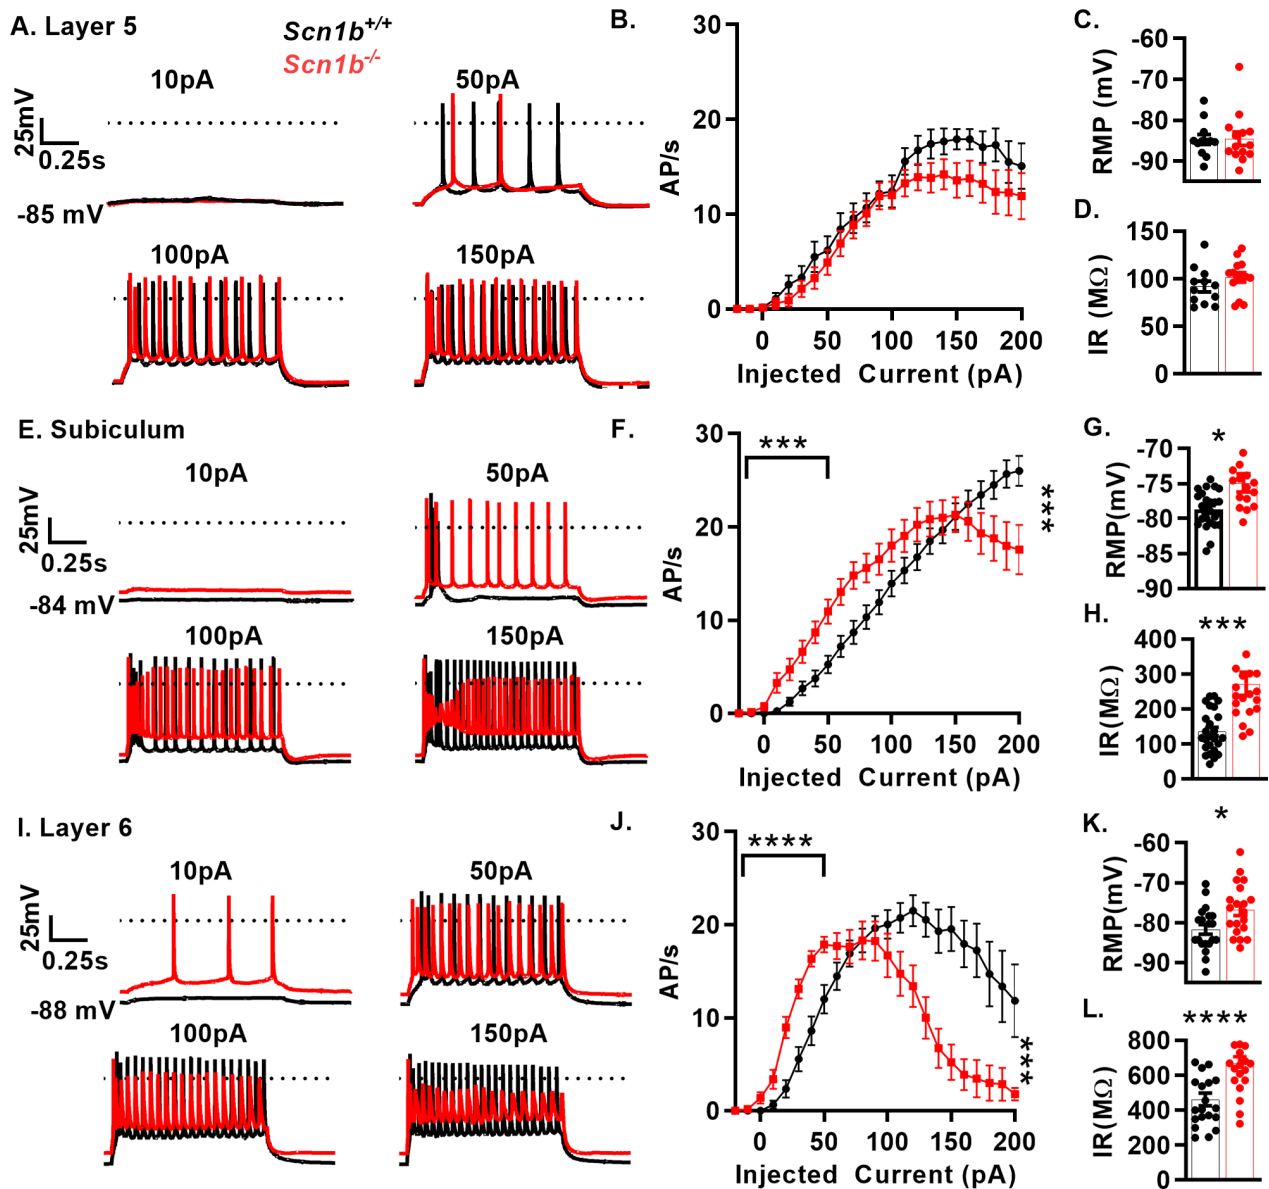 A. Layer 5
Scn1b+/+
Scn1b-/-
10pA
50pA
25mV
0.25s
-85 mV
100pA
150pA
B.
30
20
10
0
AP/s
0 50 100 150 200
Injected Current (pA)
C.
RMP (mV)
-60
-70
-80
-90
D.
IR (MΩ)
150
100
50
0
E. Subiculum
10pA
50pA
25mV
0.25s
-84 mV
100pA
150pA
F.
30
20
10
0
AP/s
***
***
0 50 100 150 200
Injected Current (pA)
G.
*
RMP(mV)
-70
-75
-80
-85
-90
H.
***
IR(MΩ)
400
300
200
100
0
I. Layer 6
10pA
50pA
25mV
0.25s
-88 mV
100pA
150pA
J.
30
20
10
0
AP/s
****
***
0 50 100 150 200
Injected Current (pA)
K.
*
RMP(mV)
-60
-70
-80
-90
L.
****
IR(MΩ)
800
600
400
200
0